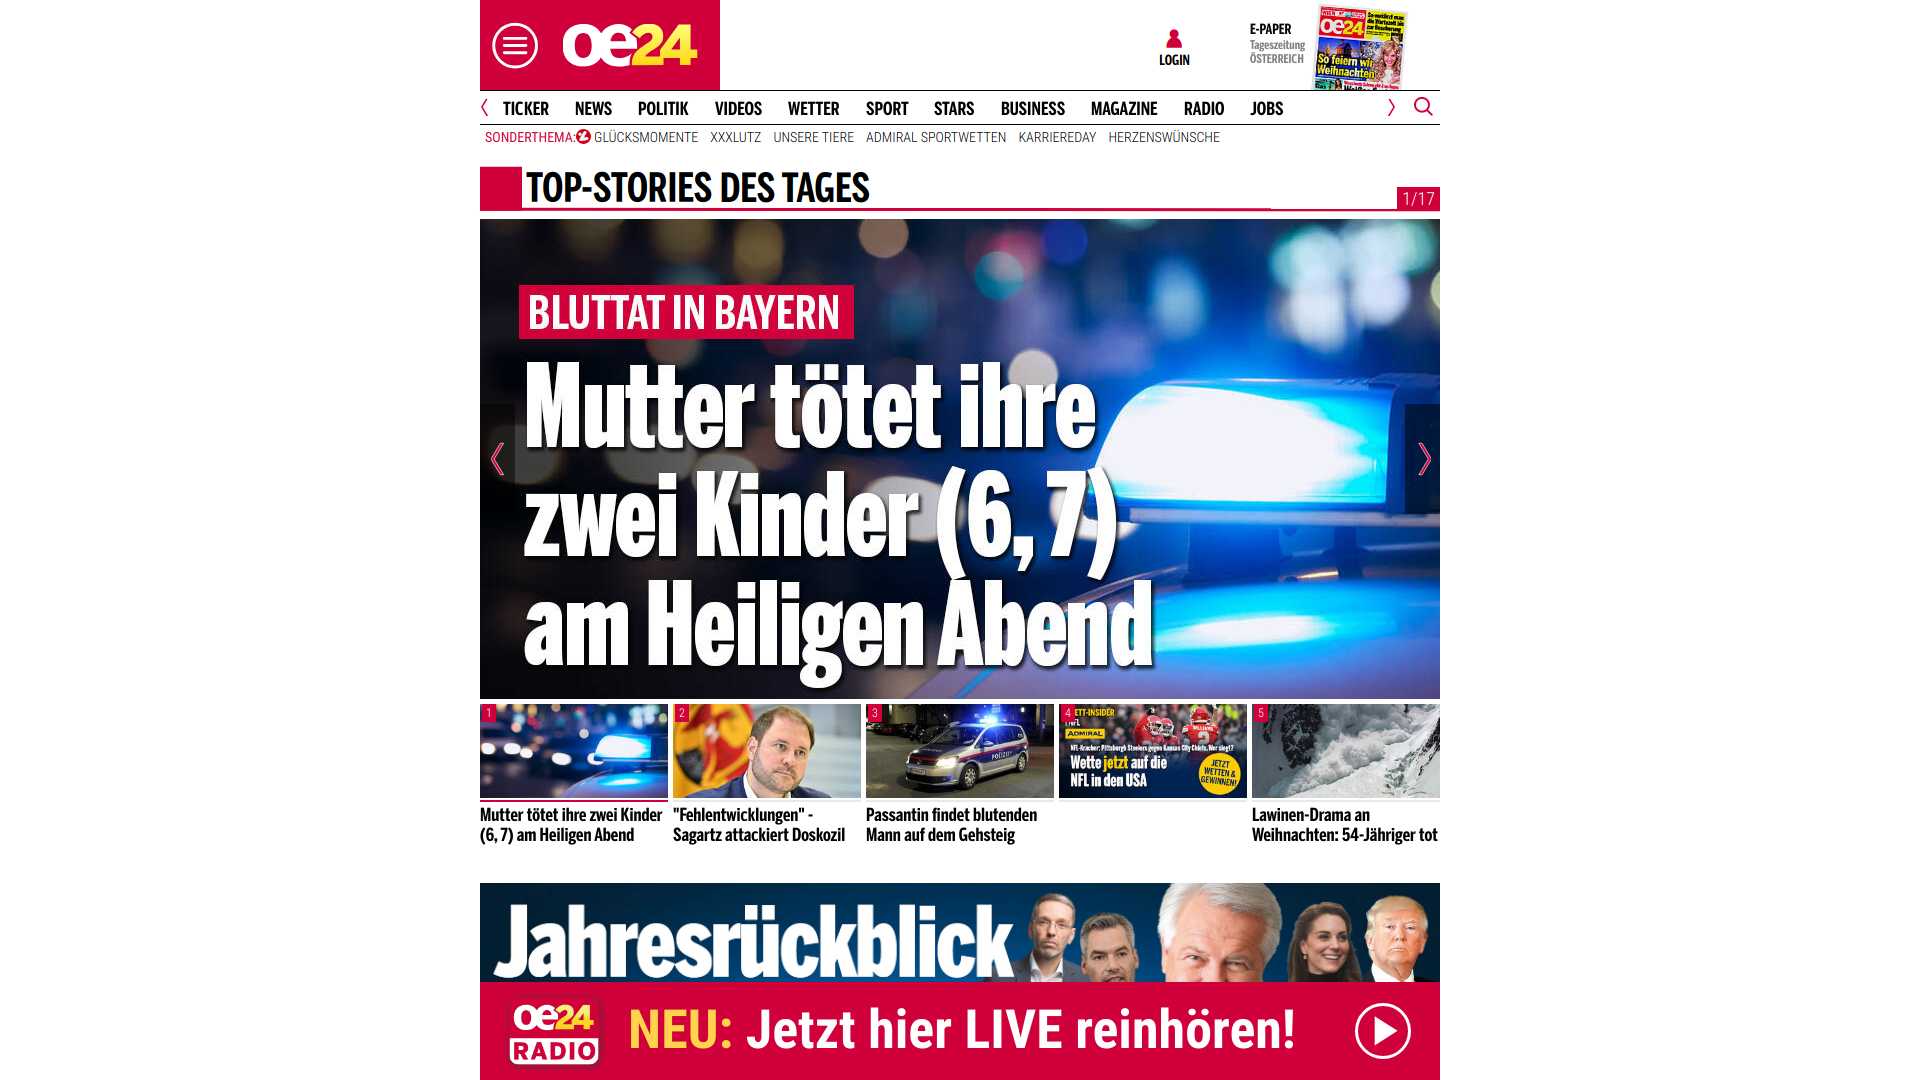 oe24
LOGIN
E-PAPER
Tageszeitung
ÖSTERREICH
oe24
So feiern wir
Weihnachten
TICKER NEWS POLITIK VIDEOS WETTER SPORT STARS BUSINESS MAGAZINE RADIO JOBS
SONDERTHEMA: GLÜCKSMOMENTE XXXLUTZ UNSERE TIERE ADMIRAL SPORTWETTEN KARRIEREDAY HERZENSWÜNSCHE
TOP-STORIES DES TAGES
1/17
BLUTTAT IN BAYERN
Mutter tötet ihre
zwei Kinder (6, 7)
am Heiligen Abend
1
Mutter tötet ihre zwei Kinder
(6, 7) am Heiligen Abend
2
"Fehlentwicklungen" -
Sagartz attackiert Doskozil
3
POLIZEI
Passantin findet blutenden
Mann auf dem Gehsteig
4
ETT-INSIDER
NFL
ADMIRAL
NFL-Kracher: Pittsburgh Steelers gegen Kansas City Chiefs. Wer siegt?
Wette jetzt auf die
NFL in den USA
JETZT
WETTEN &
GEWINNEN!
5
Lawinen-Drama an
Weihnachten: 54-Jähriger tot
Jahresrückblick
oe24
RADIO
NEU: Jetzt hier LIVE reinhören!